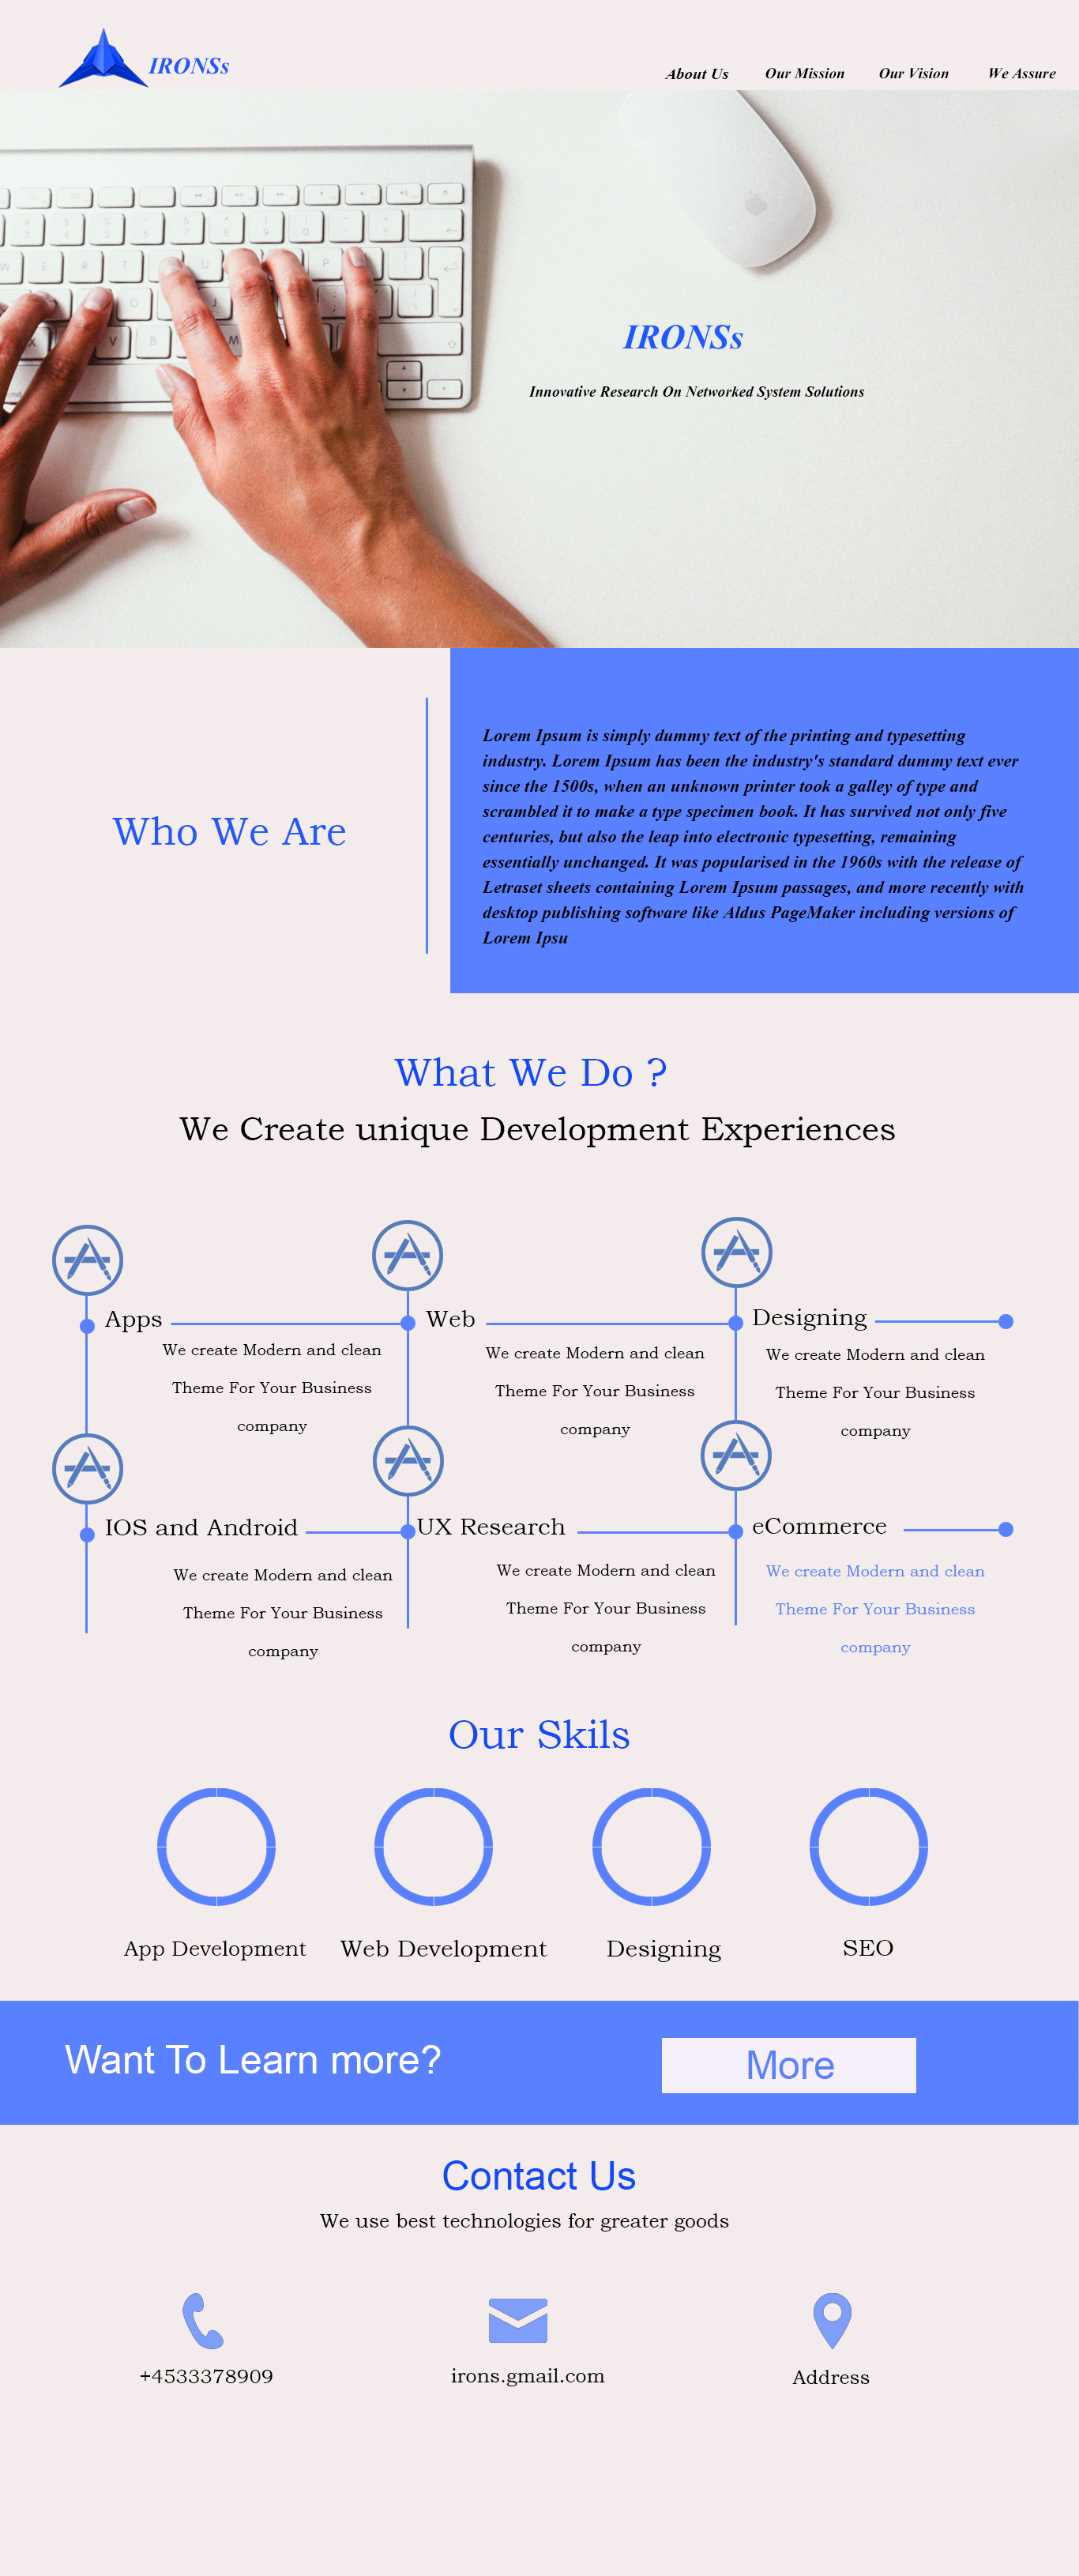 IRONSs
About Us
Our Mission
Our Vision
We Assure
IRONSs
Innovative Research On Networked System Solutions
Who We Are
Lorem Ipsum is simply dummy text of the printing and typesetting
industry. Lorem Ipsum has been the industry's standard dummy text ever
since the 1500s, when an unknown printer took a galley of type and
scrambled it to make a type specimen book. It has survived not only five
centuries, but also the leap into electronic typesetting, remaining
essentially unchanged. It was popularised in the 1960s with the release of
Letraset sheets containing Lorem Ipsum passages, and more recently with
desktop publishing software like Aldus PageMaker including versions of
Lorem Ipsu
What We Do ?
We Create unique Development Experiences
Apps
We create Modern and clean
Theme For Your Business
company
Web
We create Modern and clean
Theme For Your Business
company
Designing
We create Modern and clean
Theme For Your Business
company
IOS and Android
We create Modern and clean
Theme For Your Business
company
UX Research
We create Modern and clean
Theme For Your Business
company
eCommerce
We create Modern and clean
Theme For Your Business
company
Our Skils
App Development
Web Development
Designing
SEO
Want To Learn more?
More
Contact Us
We use best technologies for greater goods
+4533378909
irons.gmail.com
Address